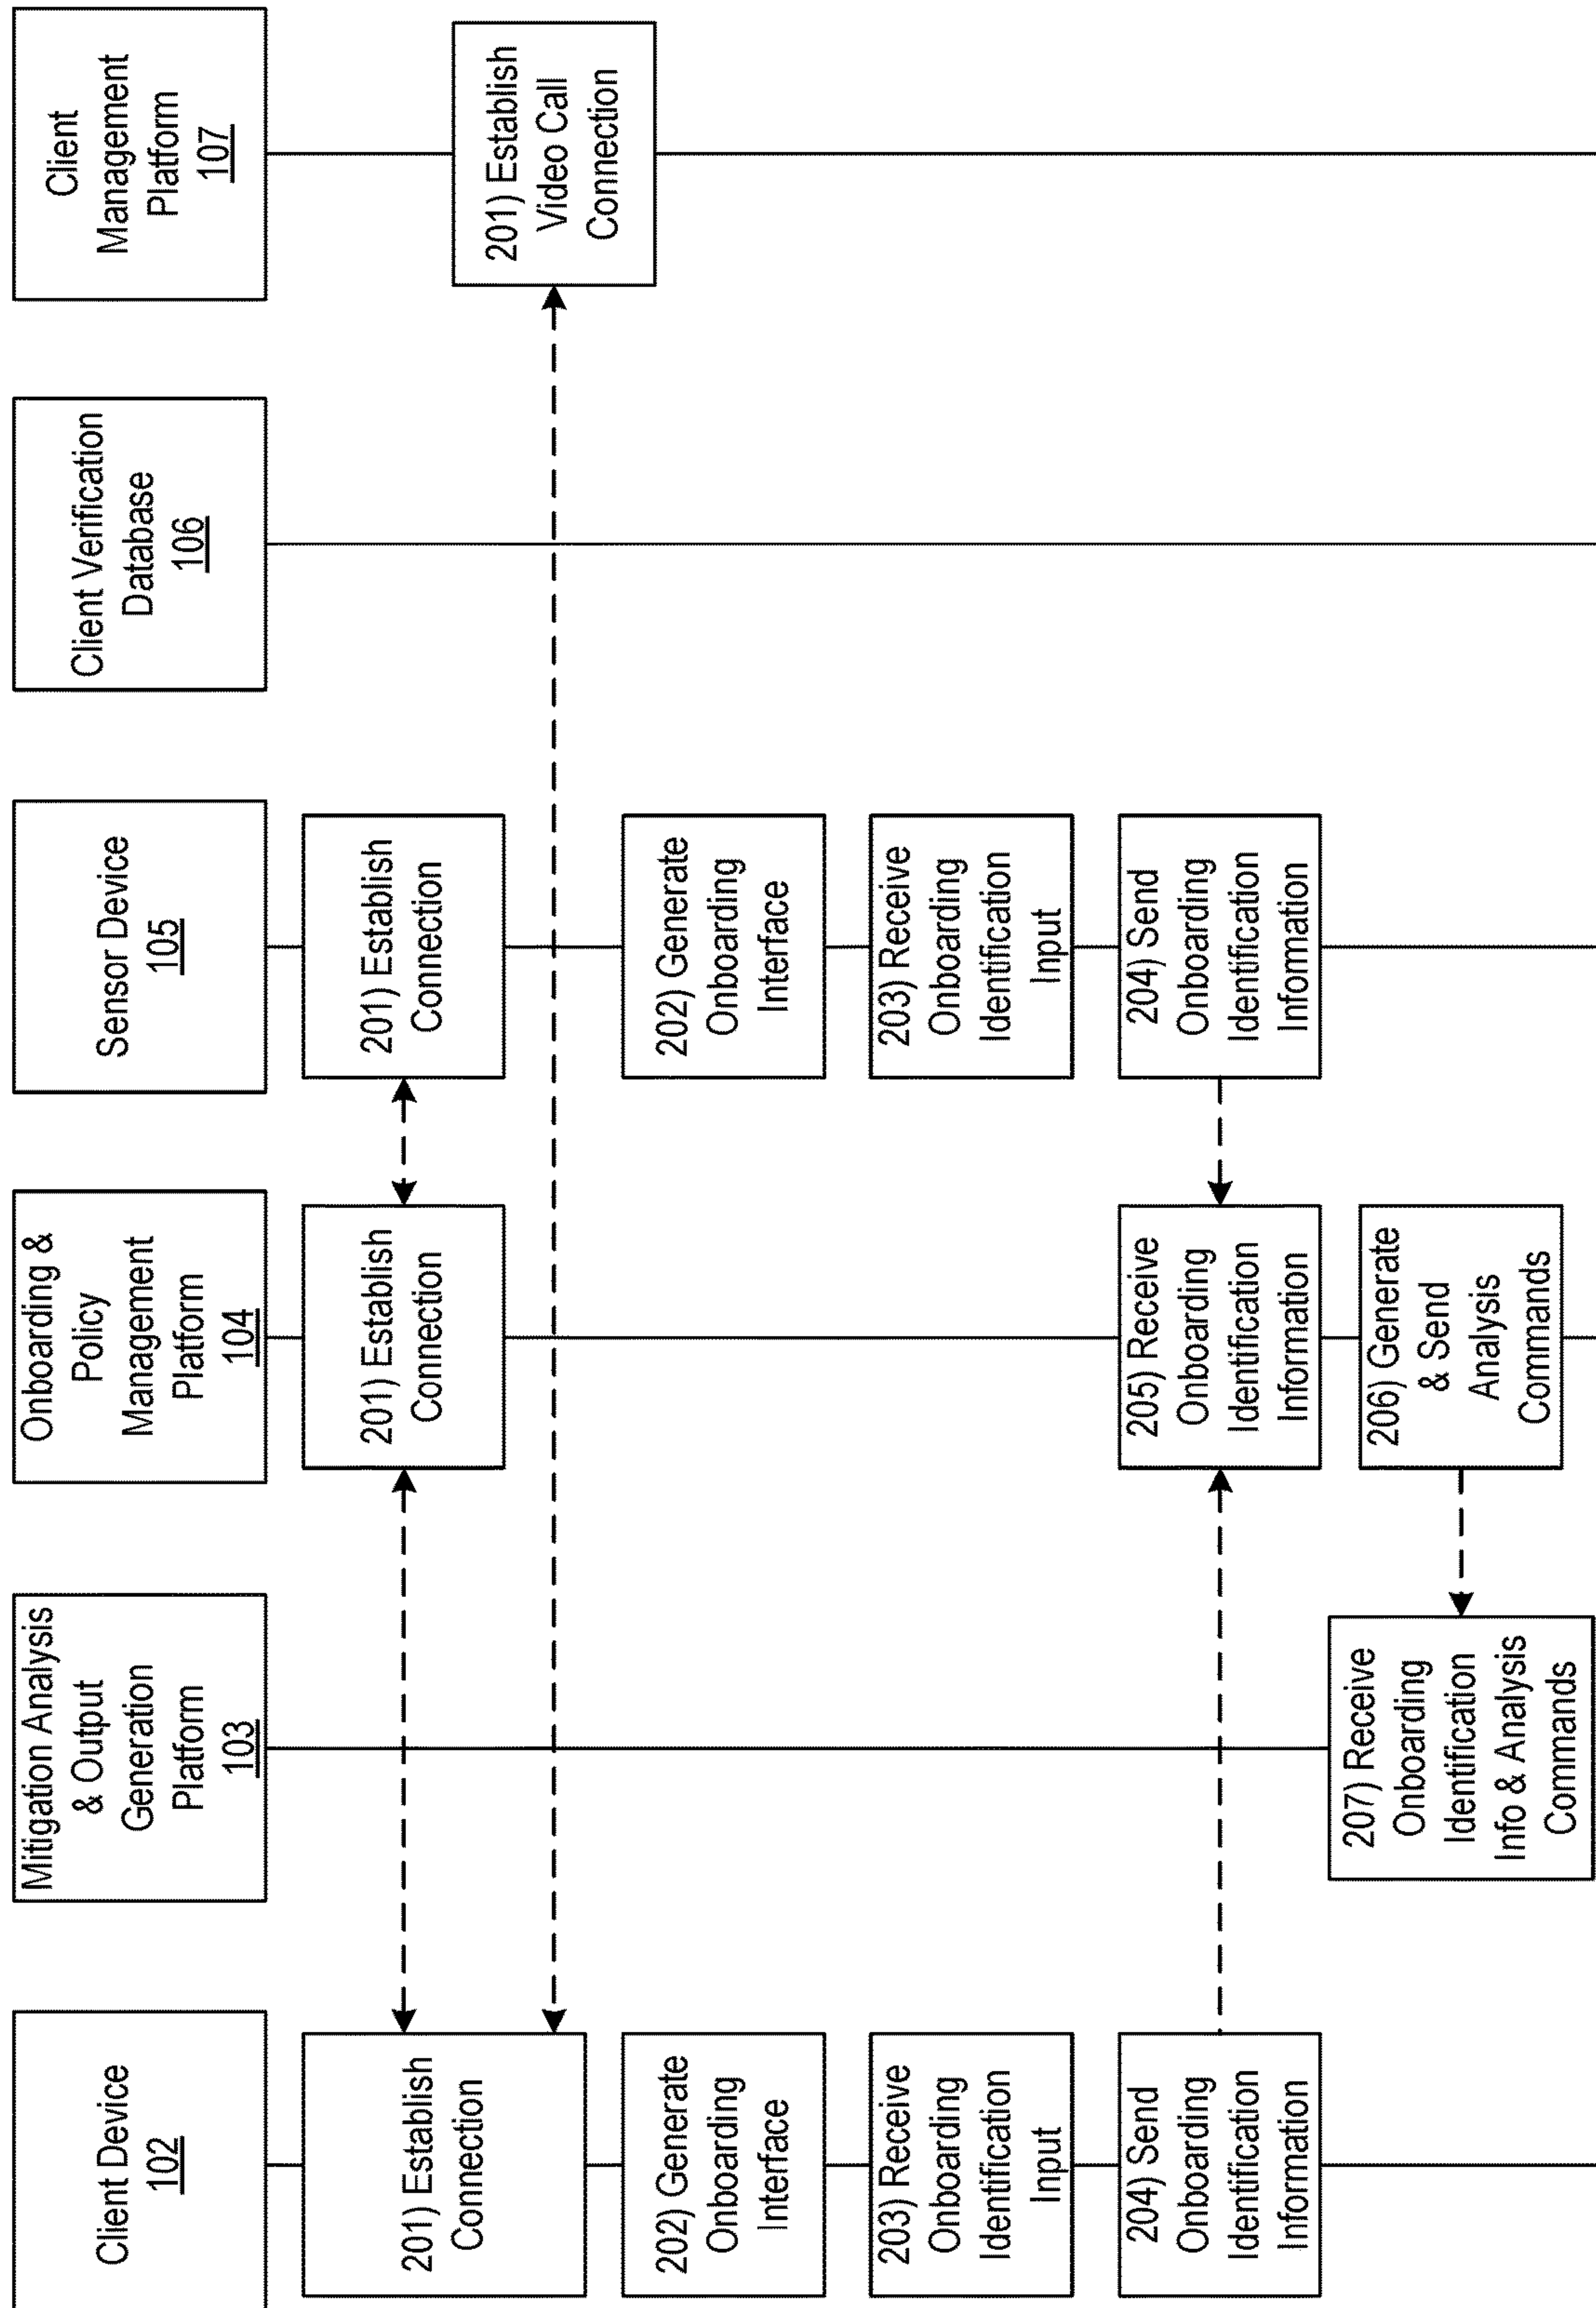 Client Device
102
Mitigation Analysis
& Output
Generation
Platform
103
Onboarding &
Policy
Management
Platform
104
Sensor Device
105
Client Verification
Database
106
Client
Management
Platform
107
201) Establish
Connection
201) Establish
Connection
201) Establish
Connection
201) Establish
Video Call
Connection
202) Generate
Onboarding
Interface
202) Generate
Onboarding
Interface
203) Receive
Onboarding
Identification
Input
203) Receive
Onboarding
Identification
Input
204) Send
Onboarding
Identification
Information
205) Receive
Onboarding
Identification
Information
204) Send
Onboarding
Identification
Information
207) Receive
Onboarding
Identification
Info & Analysis
Commands
206) Generate
& Send
Analysis
Commands